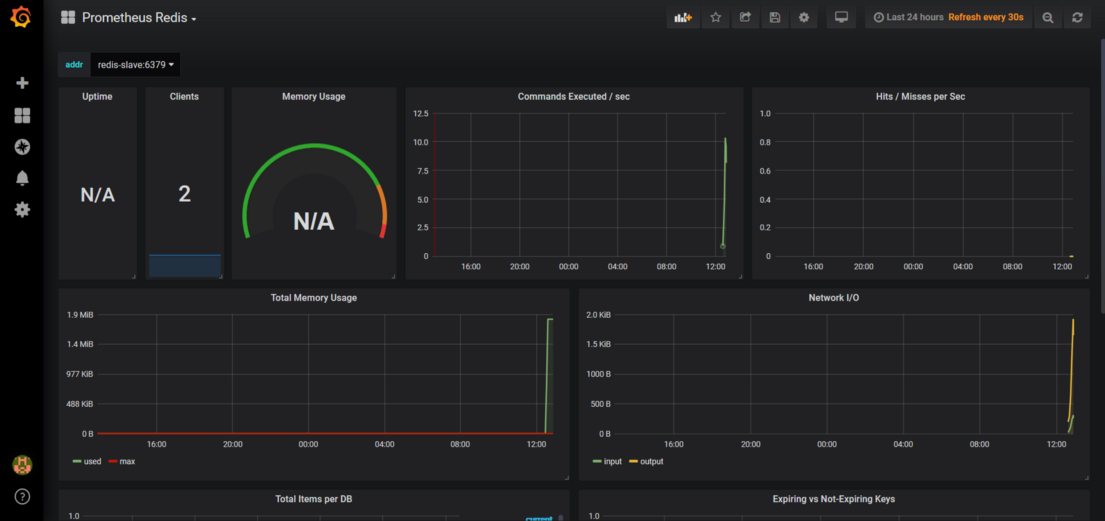 Prometheus Redis
Last 24 hours Refresh every 30s
addr redis-slave:6379
Uptime
N/A
Clients
2
Memory Usage
N/A
Commands Executed / sec
12.5
10.0
7.5
5.0
2.5
0
16:00 20:00 00:00 04:00 08:00 12:00
Hits / Misses per Sec
1.0
0.8
0.6
0.4
0.2
0
16:00 20:00 00:00 04:00 08:00 12:00
Total Memory Usage
1.9 MiB
1.4 MiB
977 KiB
488 KiB
0 B
16:00 20:00 00:00 04:00 08:00 12:00
used max
Network I/O
2.0 KiB
1.5 KiB
1000 B
500 B
0 B
16:00 20:00 00:00 04:00 08:00 12:00
input output
Total Items per DB
1.0
current
Expiring vs Not-Expiring Keys
1.0